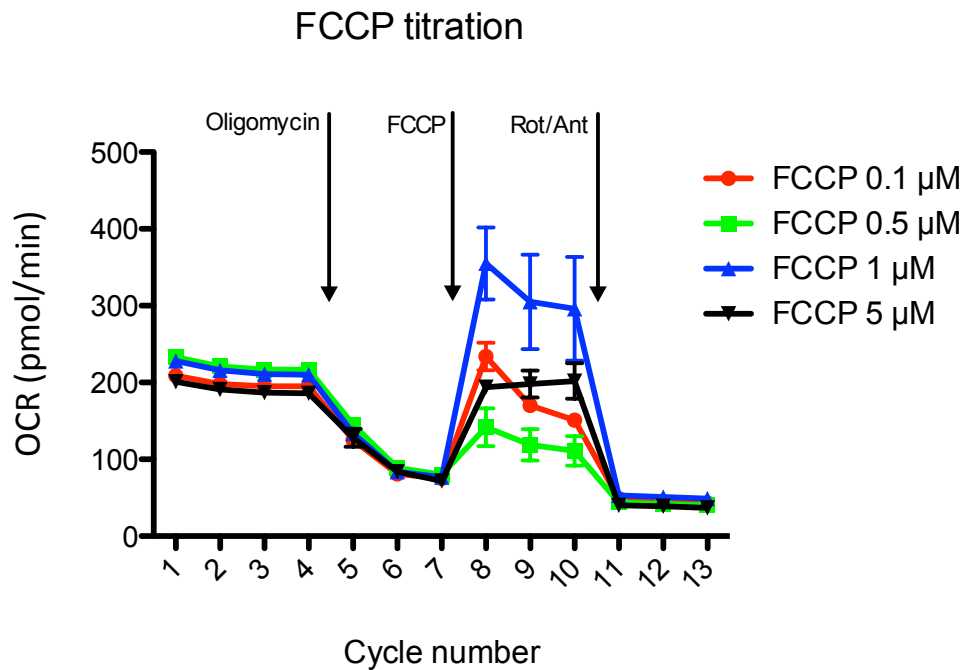 FCCP titration
Oligomycin
FCCP
Rot/Ant
500
400
300
200
100
0
OCR (pmol/min)
1 2 3 4 5 6 7 8 9 10 11 12 13
Cycle number
FCCP 0.1 µM
FCCP 0.5 µM
FCCP 1 µM
FCCP 5 µM